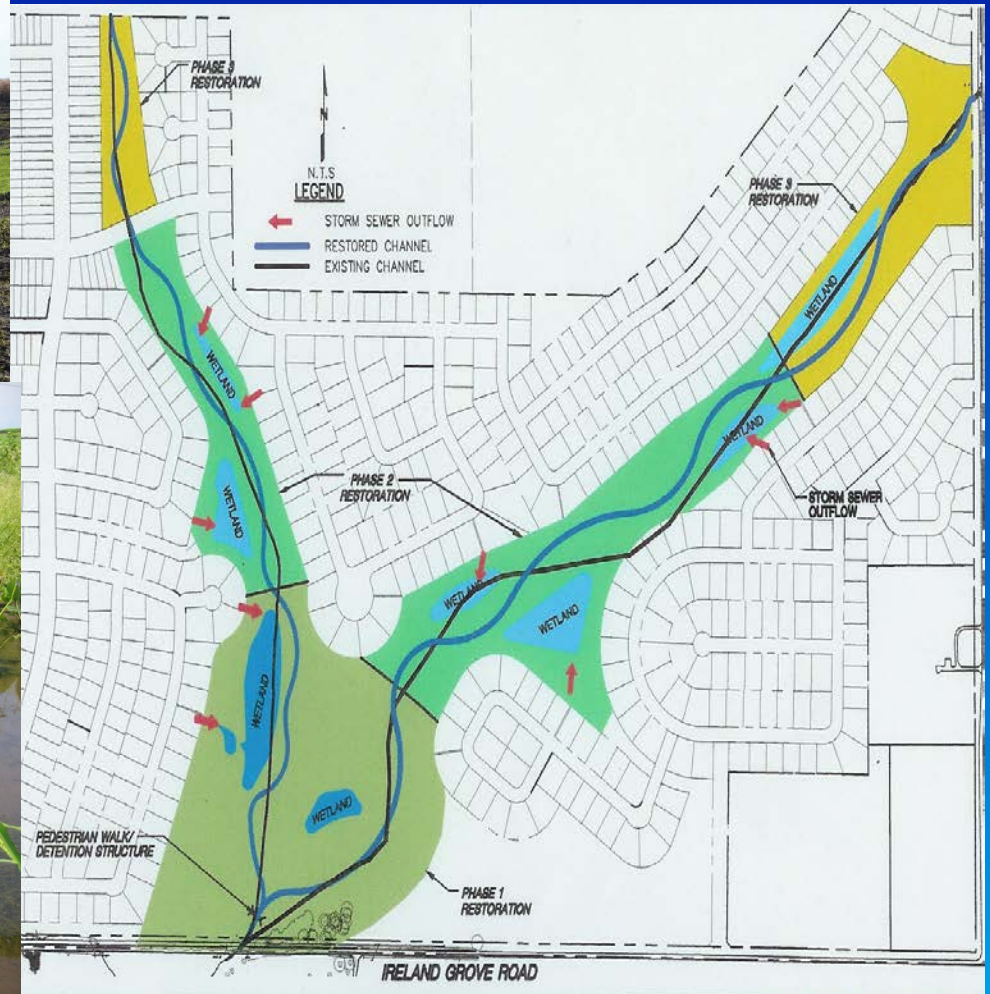 PHASE 3
RESTORATION
N
N.T.S
LEGEND
STORM SEWER OUTFLOW
RESTORED CHANNEL
EXISTING CHANNEL
PHASE 3
RESTORATION
WETLAND
WETLAND
WETLAND
PHASE 2
RESTORATION
STORM SEWER
OUTFLOW
WETLAND
WETLAND
WETLAND
WETLAND
WETLAND
PEDESTRIAN WALK/
DETENTION STRUCTURE
PHASE 1
RESTORATION
IRELAND GROVE ROAD